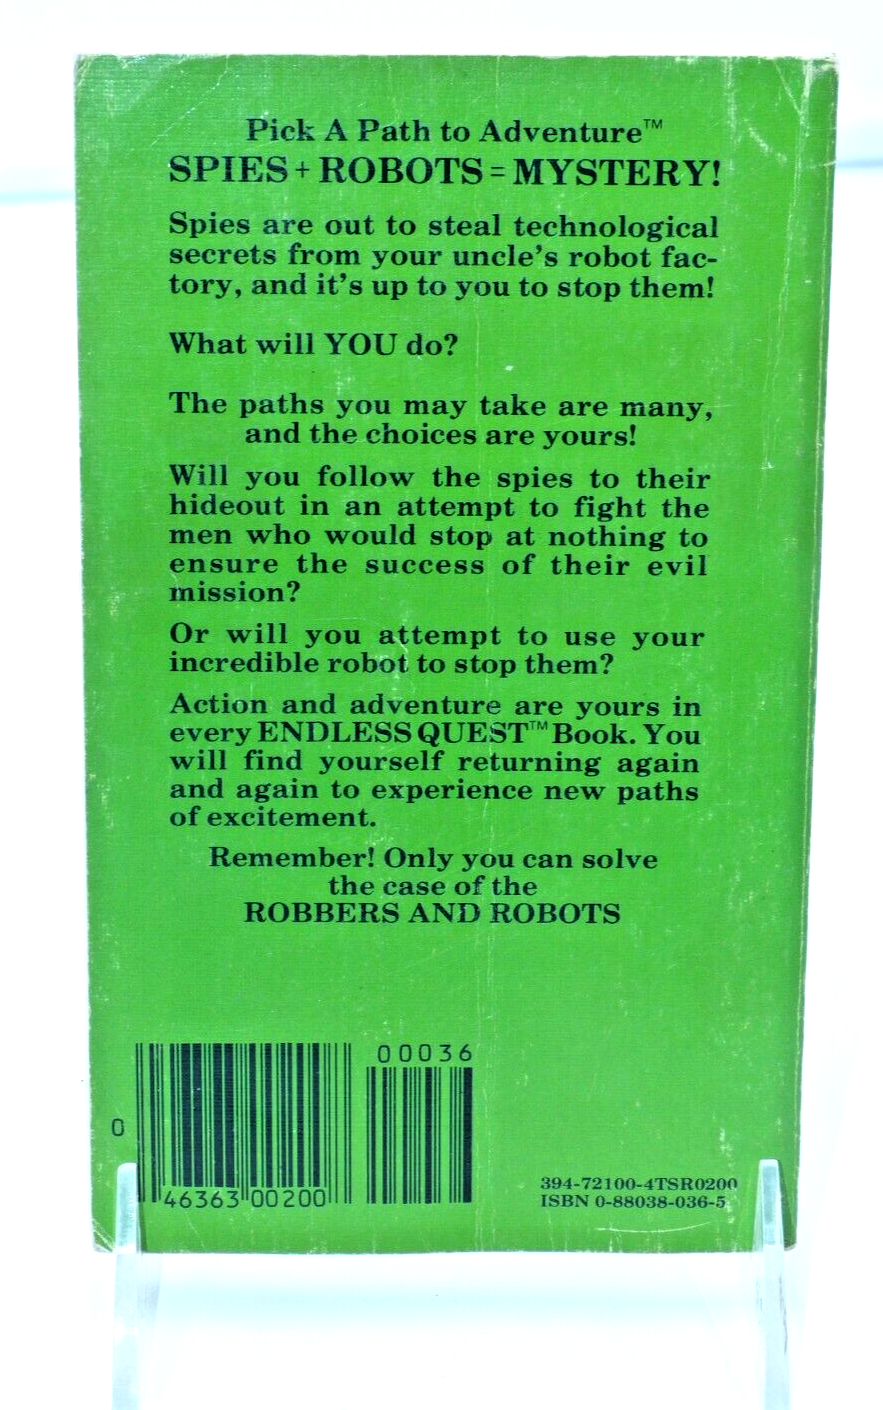 Pick A Path to Adventure™
SPIES + ROBOTS = MYSTERY!
Spies are out to steal technological
secrets from your uncle's robot fac-
tory, and it's up to you to stop them!
What will YOU do?
The paths you may take are many,
and the choices are yours!
Will you follow the spies to their
hideout in an attempt to fight the
men who would stop at nothing to
ensure the success of their evil
mission?
Or will you attempt to use your
incredible robot to stop them?
Action and adventure are yours in
every ENDLESS QUEST™ Book. You
will find yourself returning again
and again to experience new paths
of excitement.
Remember! Only you can solve
the case of the
ROBBERS AND ROBOTS
00036
0
46363 00200
394-72100-4TSR0200
ISBN 0-88038-036-5